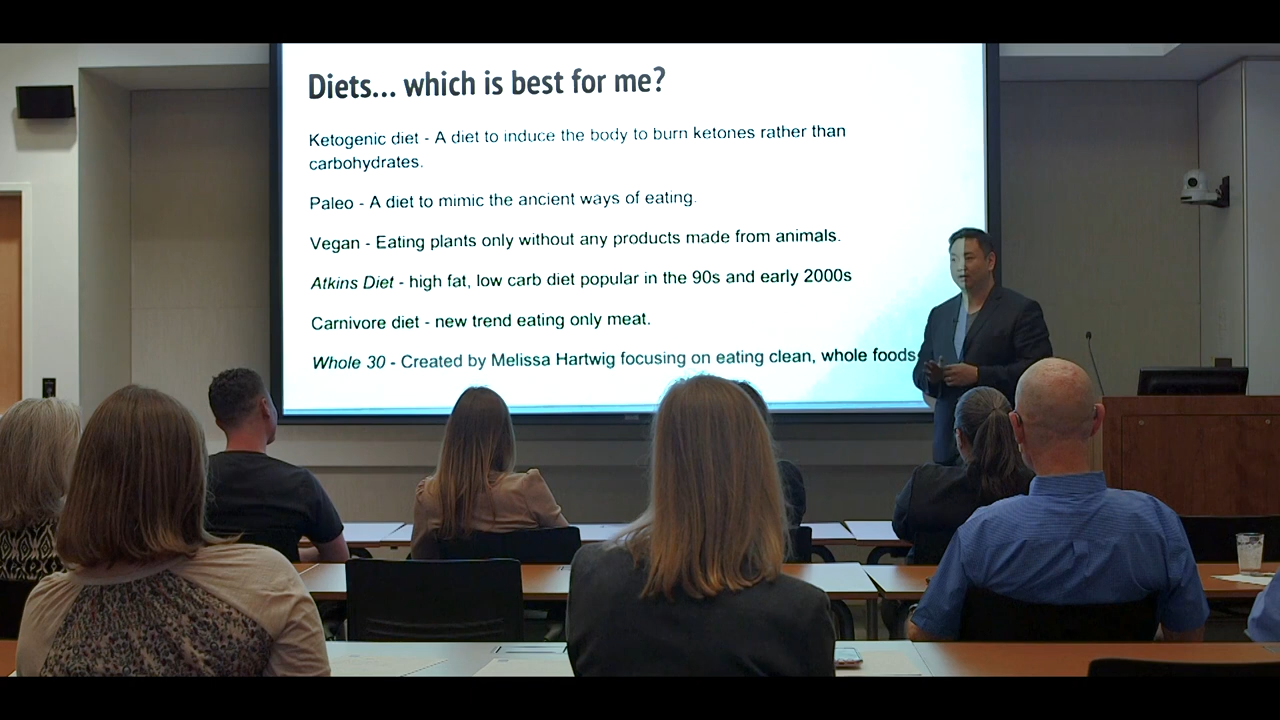 Diets... which is best for me?
Ketogenic diet - A diet to induce the body to burn ketones rather than
carbohydrates.
Paleo - A diet to mimic the ancient ways of eating.
Vegan - Eating plants only without any products made from animals.
Atkins Diet - high fat, low carb diet popular in the 90s and early 2000s
Carnivore diet - new trend eating only meat.
Whole 30 - Created by Melissa Hartwig focusing on eating clean, whole foods